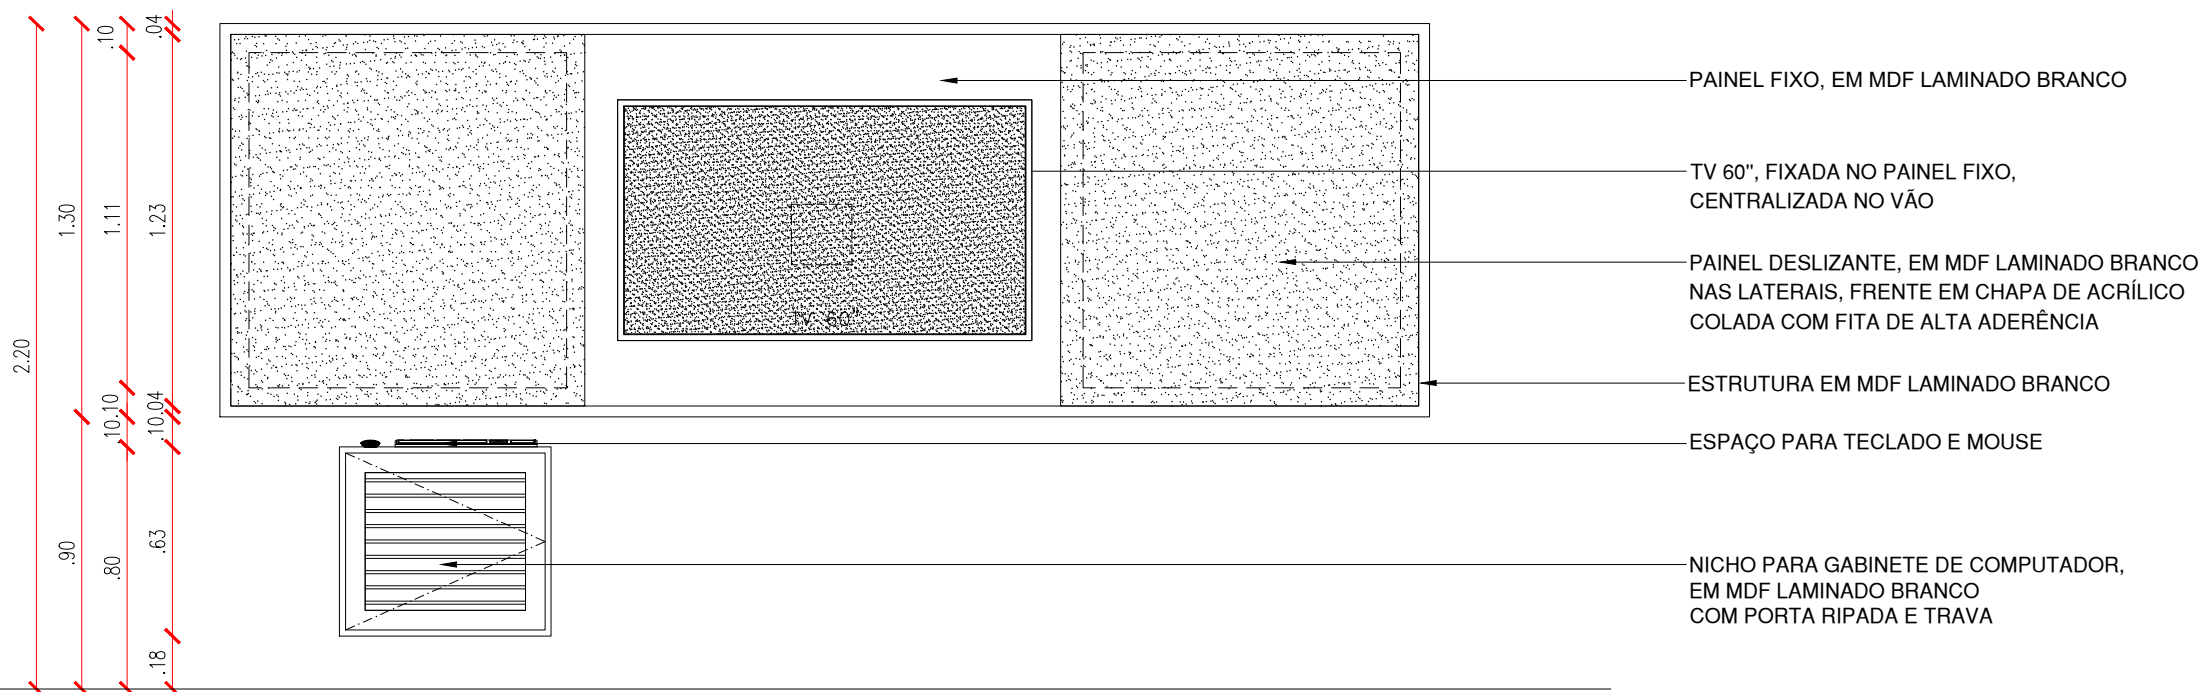 .04
.10
1.30
1.11
1.23
2.20
.10
.04
.10
.10
.90
.80
.63
.18
TV 60"
PAINEL FIXO, EM MDF LAMINADO BRANCO
TV 60", FIXADA NO PAINEL FIXO,
CENTRALIZADA NO VÃO
PAINEL DESLIZANTE, EM MDF LAMINADO BRANCO
NAS LATERAIS, FRENTE EM CHAPA DE ACRÍLICO
COLADA COM FITA DE ALTA ADERÊNCIA
ESTRUTURA EM MDF LAMINADO BRANCO
ESPAÇO PARA TECLADO E MOUSE
NICHO PARA GABINETE DE COMPUTADOR,
EM MDF LAMINADO BRANCO
COM PORTA RIPADA E TRAVA